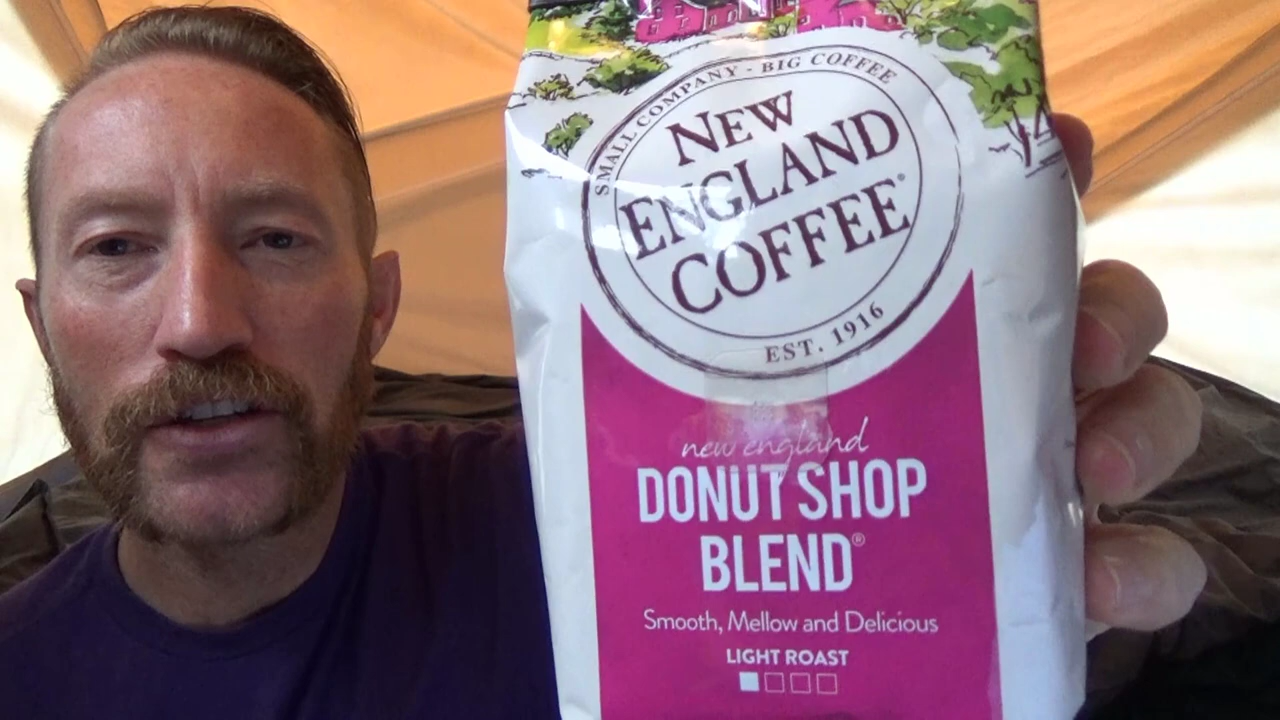 SMALL COMPANY - BIG COFFEE
NEW
ENGLAND
COFFEE®
EST. 1916
new england
DONUT SHOP
BLEND®
Smooth, Mellow and Delicious
LIGHT ROAST